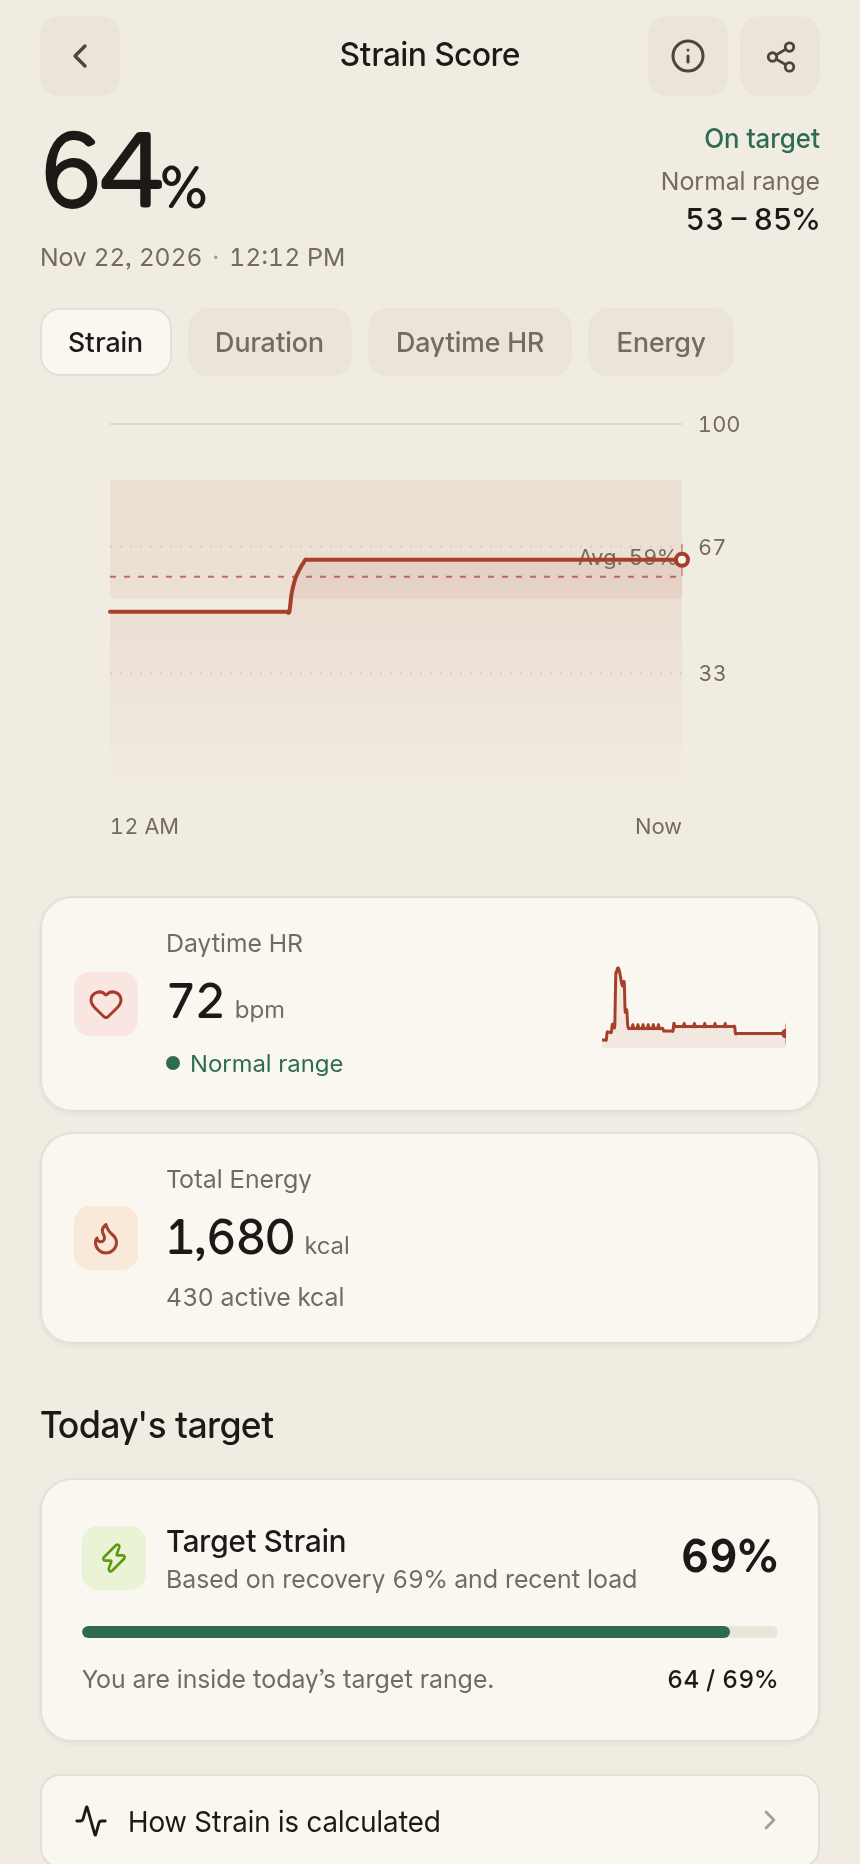 Strain Score
64%
On target
Normal range
53 – 85%
Nov 22, 2026 · 12:12 PM
Strain
Duration
Daytime HR
Energy
100
Avg. 59%
67
33
12 AM
Now
Daytime HR
72 bpm
Normal range
Total Energy
1,680 kcal
430 active kcal
Today's target
Target Strain
Based on recovery 69% and recent load
69%
You are inside today’s target range.
64 / 69%
How Strain is calculated